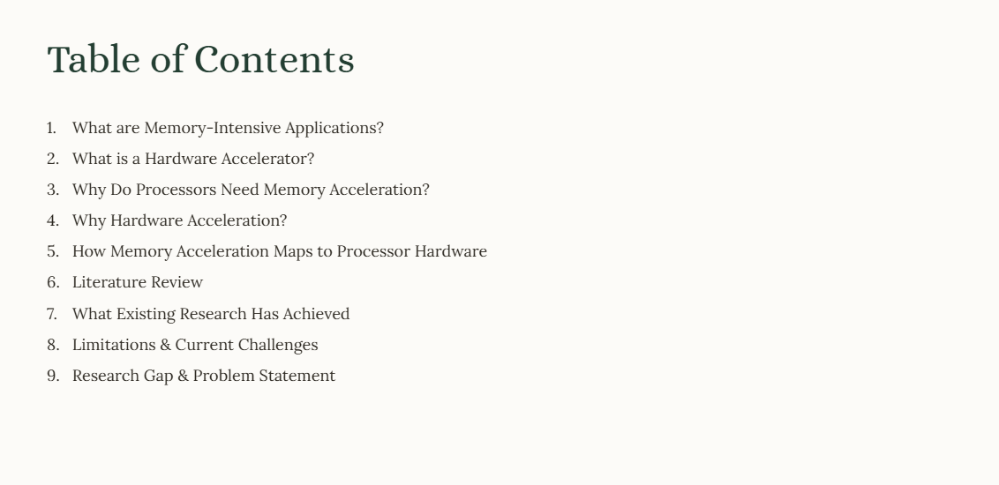 Table of Contents
1. What are Memory-Intensive Applications?
2. What is a Hardware Accelerator?
3. Why Do Processors Need Memory Acceleration?
4. Why Hardware Acceleration?
5. How Memory Acceleration Maps to Processor Hardware
6. Literature Review
7. What Existing Research Has Achieved
8. Limitations & Current Challenges
9. Research Gap & Problem Statement